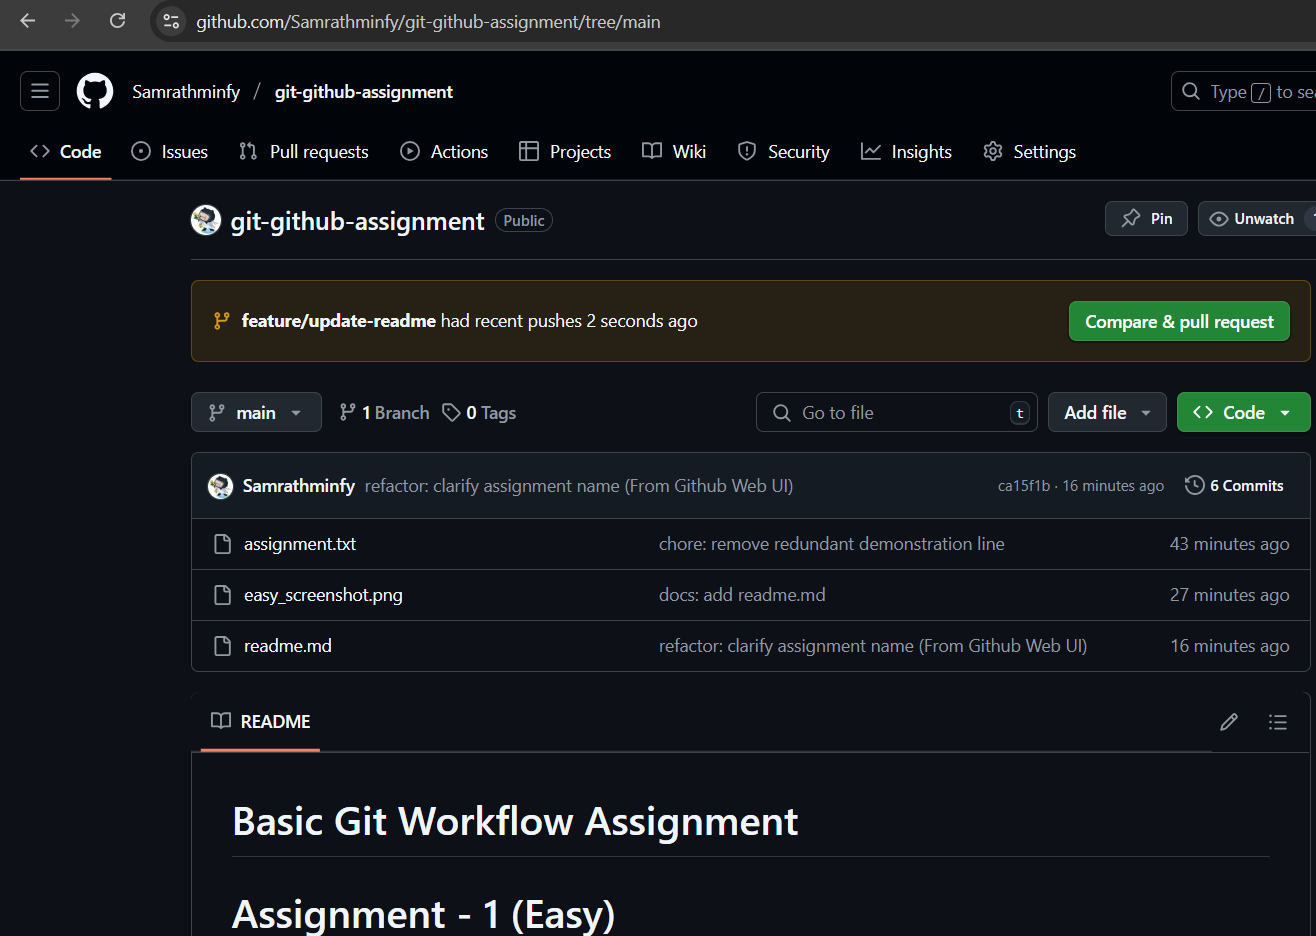 github.com/Samrathminfy/git-github-assignment/tree/main
Samrathminfy / git-github-assignment
Type / to sea
Code Issues Pull requests Actions Projects Wiki Security Insights Settings
git-github-assignment Public
Pin Unwatch
feature/update-readme had recent pushes 2 seconds ago
Compare & pull request
main 1 Branch 0 Tags Go to file t Add file Code
Samrathminfy refactor: clarify assignment name (From Github Web UI) ca15f1b · 16 minutes ago 6 Commits
assignment.txt chore: remove redundant demonstration line 43 minutes ago
easy_screenshot.png docs: add readme.md 27 minutes ago
readme.md refactor: clarify assignment name (From Github Web UI) 16 minutes ago
README
Basic Git Workflow Assignment
Assignment - 1 (Easy)